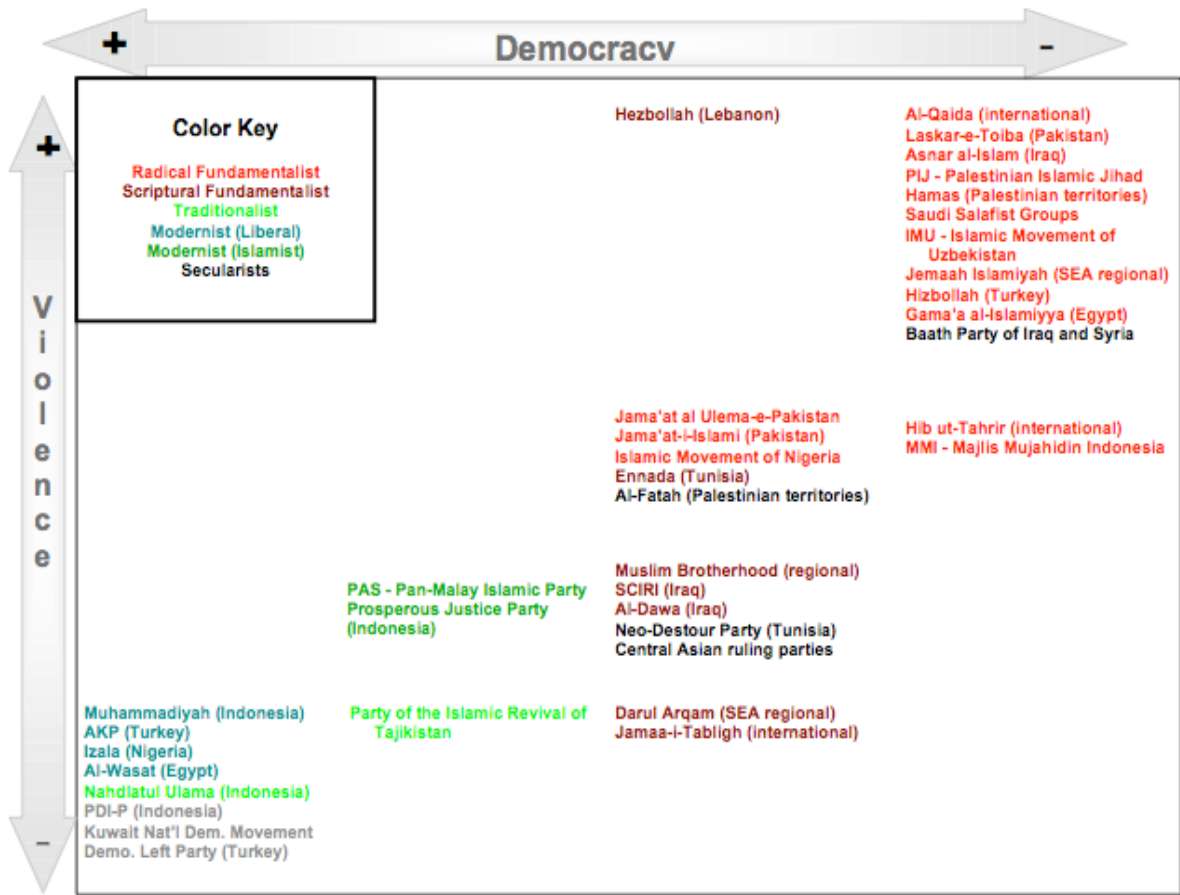 + Democracy -
+
Violence
-
Color Key
Radical Fundamentalist
Scriptural Fundamentalist
Traditionalist
Modernist (Liberal)
Modernist (Islamist)
Secularists
Hezbollah (Lebanon)
Al-Qaida (international)
Laskar-e-Toiba (Pakistan)
Asnar al-Islam (Iraq)
PIJ - Palestinian Islamic Jihad
Hamas (Palestinian territories)
Saudi Salafist Groups
IMU - Islamic Movement of
Uzbekistan
Jemaah Islamiyah (SEA regional)
Hizbollah (Turkey)
Gama'a al-Islamiyya (Egypt)
Baath Party of Iraq and Syria
Jama'at al Ulema-e-Pakistan
Jama'at-i-Islami (Pakistan)
Islamic Movement of Nigeria
Ennada (Tunisia)
Al-Fatah (Palestinian territories)
Hib ut-Tahrir (international)
MMI - Majlis Mujahidin Indonesia
PAS - Pan-Malay Islamic Party
Prosperous Justice Party
(Indonesia)
Muslim Brotherhood (regional)
SCIRI (Iraq)
Al-Dawa (Iraq)
Neo-Destour Party (Tunisia)
Central Asian ruling parties
Muhammadiyah (Indonesia)
AKP (Turkey)
Izala (Nigeria)
Al-Wasat (Egypt)
Nahdlatul Ulama (Indonesia)
PDI-P (Indonesia)
Kuwait Nat'l Dem. Movement
Demo. Left Party (Turkey)
Party of the Islamic Revival of
Tajikistan
Darul Arqam (SEA regional)
Jamaa-i-Tabligh (international)